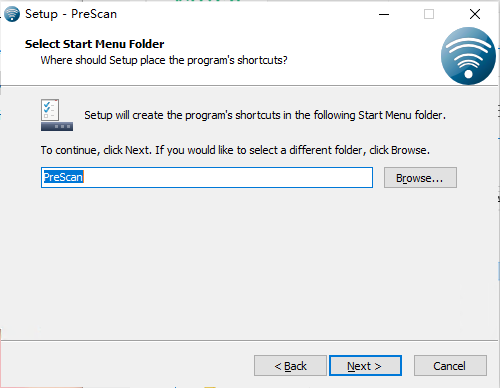 Setup - PreScan
Select Start Menu Folder
Where should Setup place the program's shortcuts?
Setup will create the program's shortcuts in the following Start Menu folder.
To continue, click Next. If you would like to select a different folder, click Browse.
PreScan
Browse...
< Back
Next >
Cancel